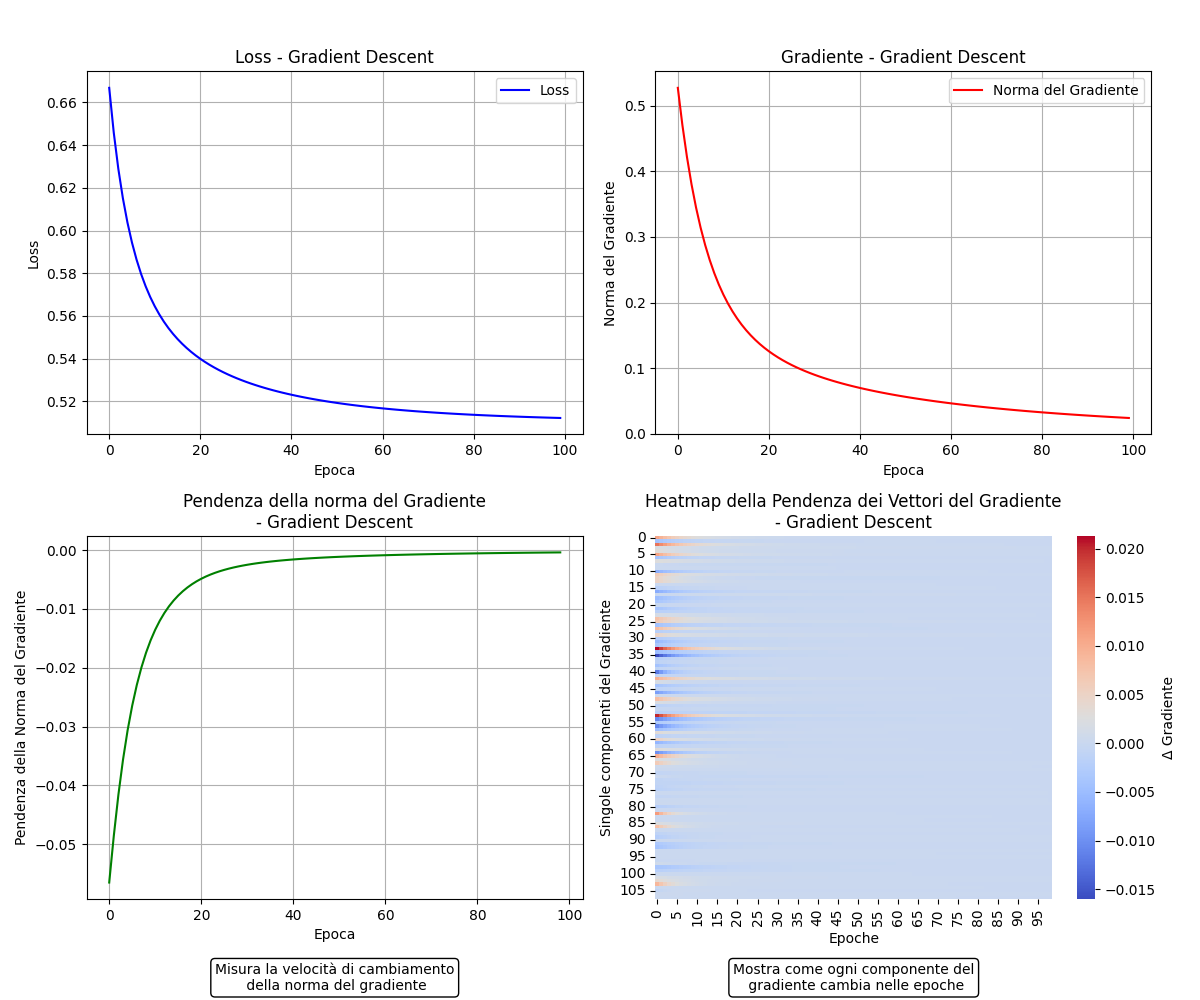 Loss - Gradient Descent
Loss
0.66
0.64
0.62
0.60
0.58
0.56
0.54
0.52
Loss
0 20 40 60 80 100
Epoca
Gradiente - Gradient Descent
Norma del Gradiente
0.5
0.4
0.3
0.2
0.1
0.0
Norma del Gradiente
0 20 40 60 80 100
Epoca
Pendenza della norma del Gradiente
- Gradient Descent
0.00
−0.01
−0.02
−0.03
−0.04
−0.05
Pendenza della Norma del Gradiente
0 20 40 60 80 100
Epoca
Misura la velocità di cambiamento
della norma del gradiente
Heatmap della Pendenza dei Vettori del Gradiente
- Gradient Descent
0
5
10
15
20
25
30
35
40
45
50
55
60
65
70
75
80
85
90
95
100
105
Singole componenti del Gradiente
0 5 10 15 20 25 30 35 40 45 50 55 60 65 70 75 80 85 90 95
Epoche
0.020
0.015
0.010
0.005
0.000
−0.005
−0.010
−0.015
Δ Gradiente
Mostra come ogni componente del
gradiente cambia nelle epoche